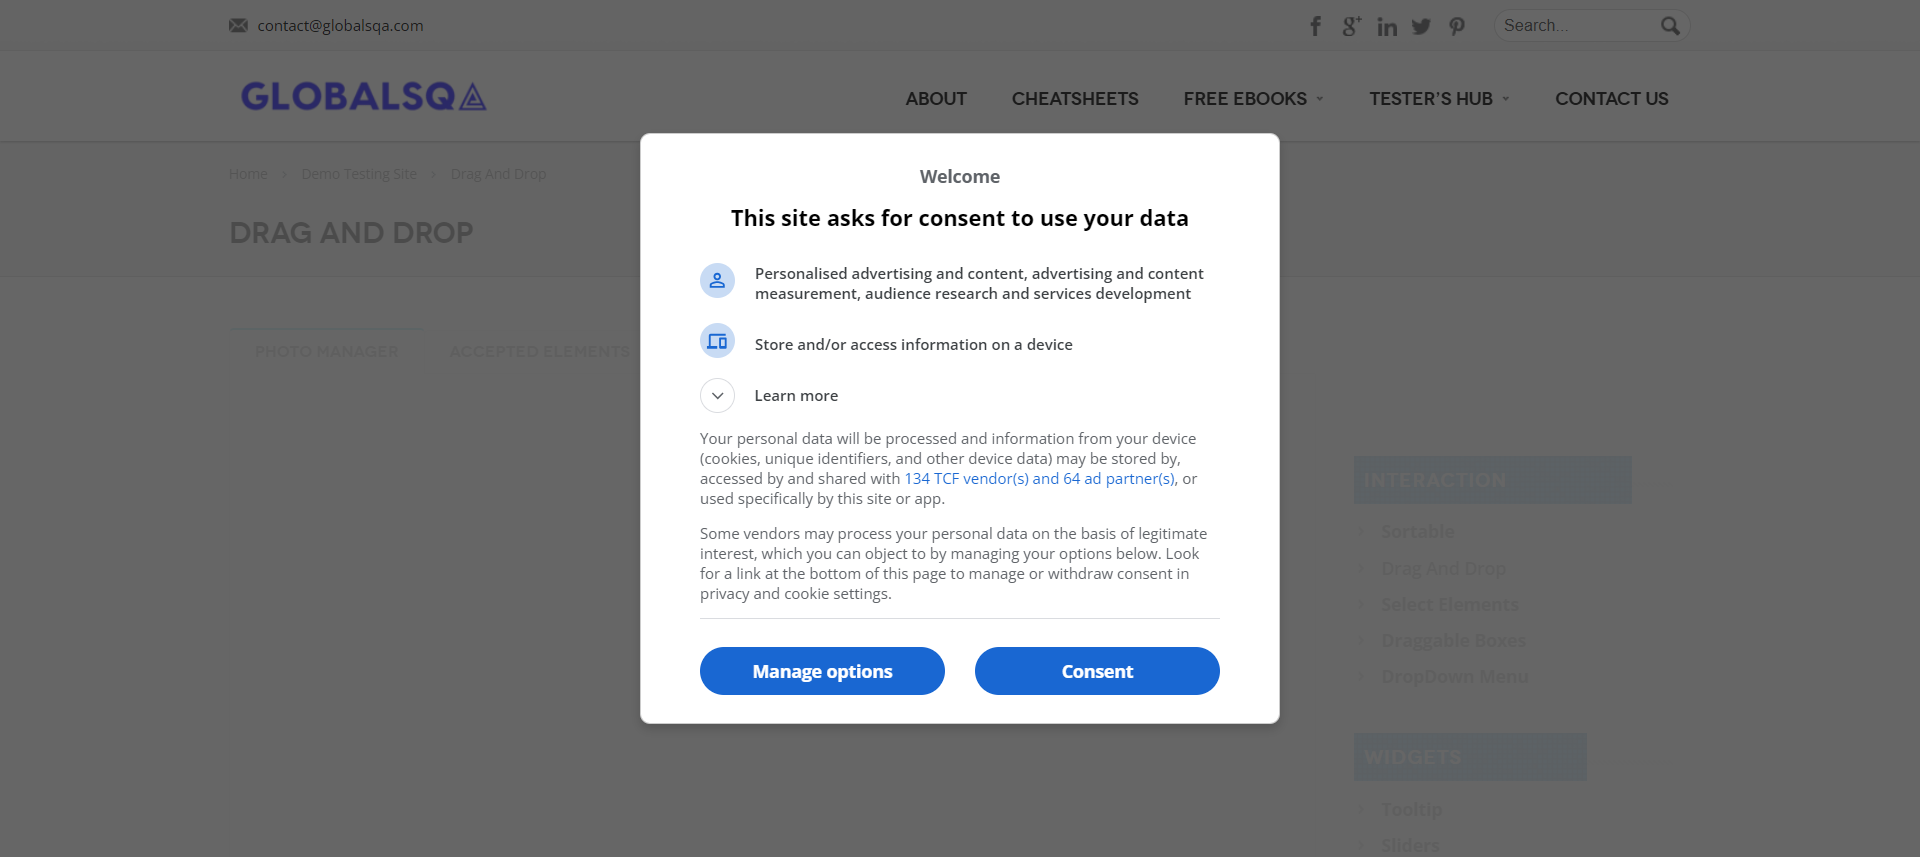 contact@globalsqa.com
Search...
GLOBALSQA
ABOUT CHEATSHEETS FREE EBOOKS TESTER'S HUB CONTACT US
Home › Demo Testing Site › Drag And Drop
DRAG AND DROP
PHOTO MANAGER ACCEPTED ELEMENTS
Welcome
This site asks for consent to use your data
Personalised advertising and content, advertising and content
measurement, audience research and services development
Store and/or access information on a device
Learn more
Your personal data will be processed and information from your device
(cookies, unique identifiers, and other device data) may be stored by,
accessed by and shared with 134 TCF vendor(s) and 64 ad partner(s), or
used specifically by this site or app.
Some vendors may process your personal data on the basis of legitimate
interest, which you can object to by managing your options below. Look
for a link at the bottom of this page to manage or withdraw consent in
privacy and cookie settings.
Manage options
Consent
INTERACTION
Sortable
Drag And Drop
Select Elements
Draggable Boxes
DropDown Menu
WIDGETS
Tooltip
Sliders